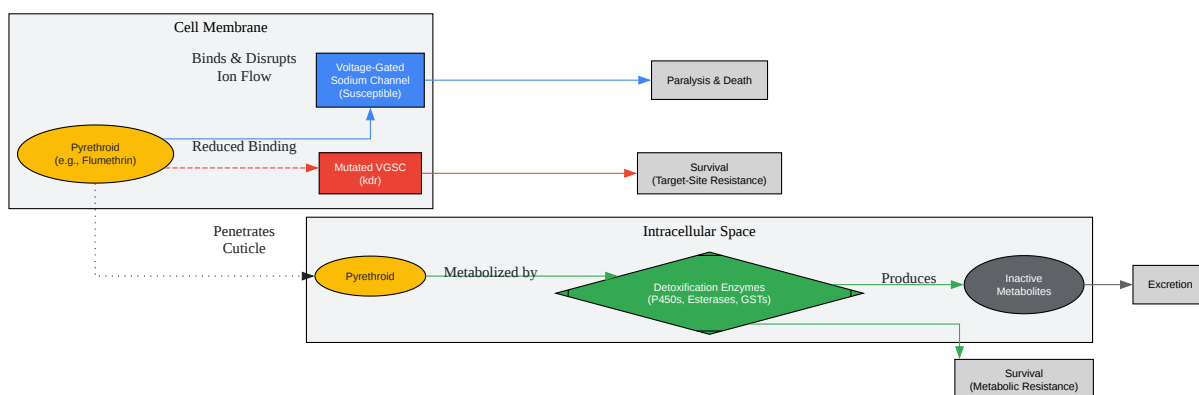 Cell Membrane
Binds & Disrupts
Ion Flow
Voltage-Gated
Sodium Channel
(Susceptible)
Paralysis & Death
Pyrethroid
(e.g., Flumethrin)
Reduced Binding
Mutated VGSC
(kdr)
Survival
(Target-Site Resistance)
Penetrates
Cuticle
Intracellular Space
Pyrethroid
Metabolized by
Detoxification Enzymes
(P450s, Esterases, GSTs)
Produces
Inactive
Metabolites
Excretion
Survival
(Metabolic Resistance)